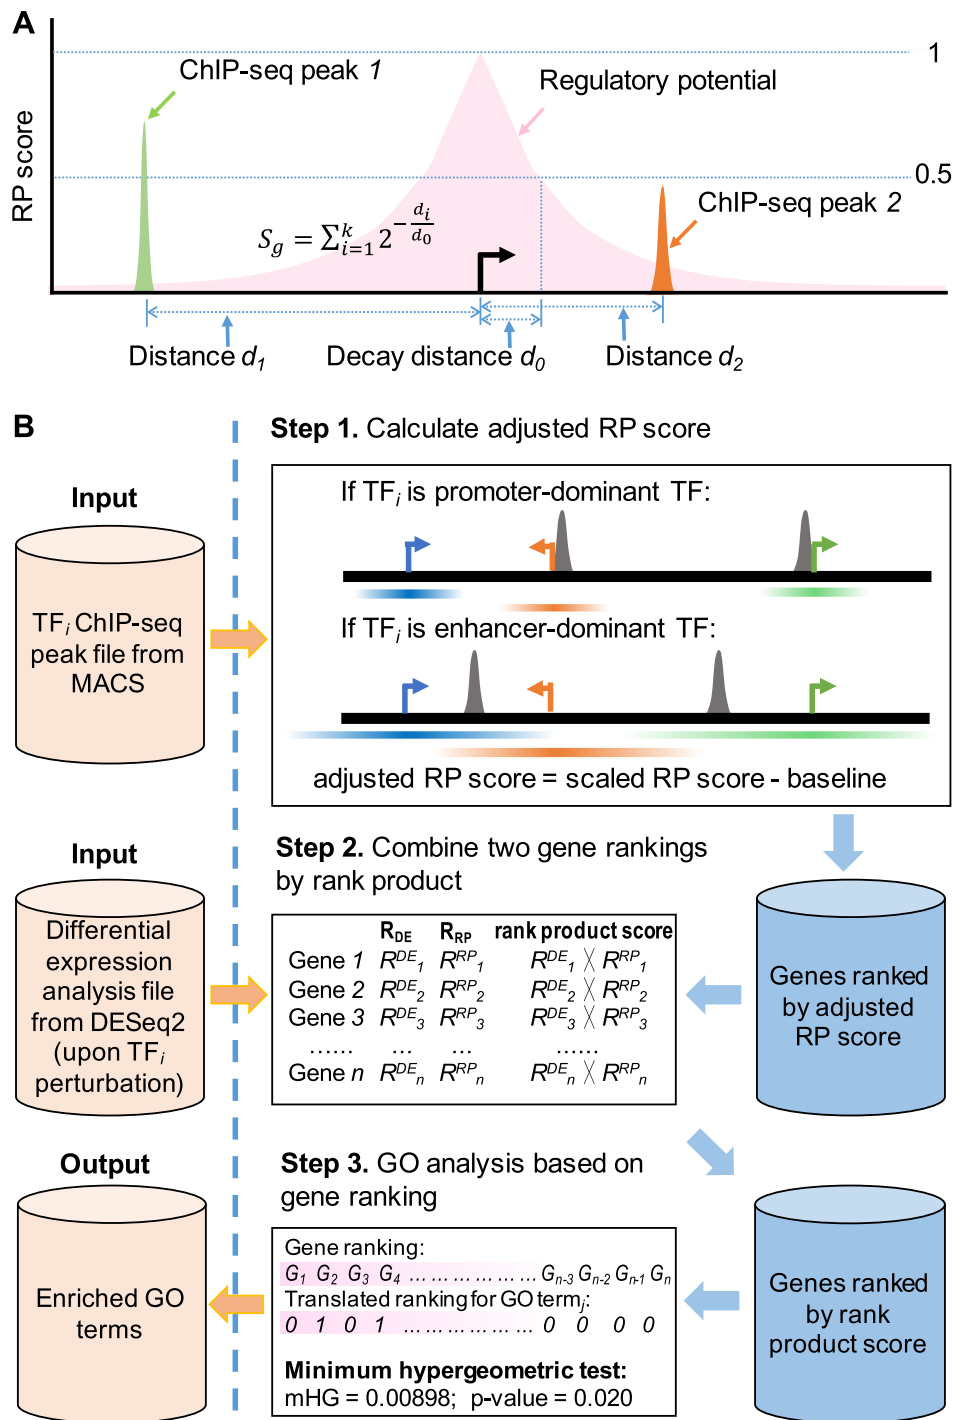 A
ChIP-seq peak 1
Regulatory potential
1
0.5
RP score
ChIP-seq peak 2
S_g = ∑_{i=1}^{k} 2^{-\frac{d_i}{d_0}}
Distance d_1
Decay distance d_0
Distance d_2
B
Step 1. Calculate adjusted RP score
Input
TF_i ChIP-seq
peak file from
MACS
If TF_i is promoter-dominant TF:
If TF_i is enhancer-dominant TF:
adjusted RP score = scaled RP score - baseline
Step 2. Combine two gene rankings
by rank product
Input
Differential
expression
analysis file
from DESeq2
(upon TF_i
perturbation)
R_DE R_RP rank product score
Gene 1 R^DE_1 R^RP_1 R^DE_1 ╳ R^RP_1
Gene 2 R^DE_2 R^RP_2 R^DE_2 ╳ R^RP_2
Gene 3 R^DE_3 R^RP_3 R^DE_3 ╳ R^RP_3
...... ... ... ......
Gene n R^DE_n R^RP_n R^DE_n ╳ R^RP_n
Genes ranked
by adjusted
RP score
Output
Enriched GO
terms
Step 3. GO analysis based on
gene ranking
Gene ranking:
G_1 G_2 G_3 G_4 ... ... ... ... ... ... G_n-3 G_n-2 G_n-1 G_n
Translated ranking for GO term_j:
0 1 0 1 ... ... ... ... ... ... 0 0 0 0
Minimum hypergeometric test:
mHG = 0.00898; p-value = 0.020
Genes ranked
by rank
product score